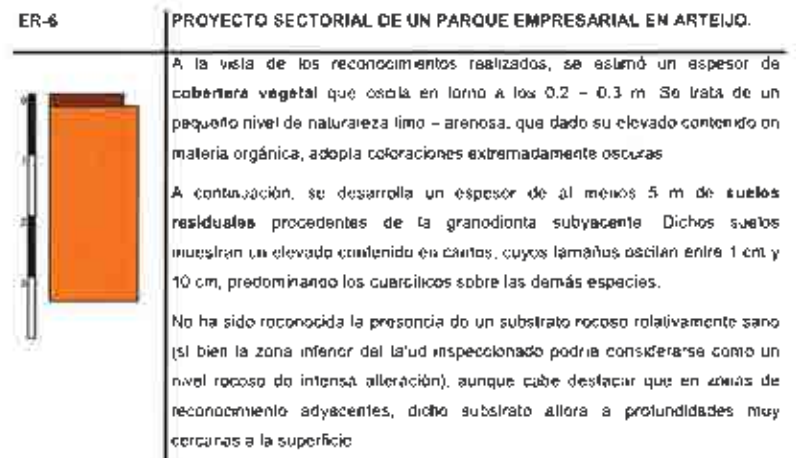 ER-6
PROYECTO SECTORIAL DE UN PARQUE EMPRESARIAL EN ARTEIJO.
A la vista de los reconocimientos realizados, se estimó un espesor de
cobertera vegetal que oscila en torno a los 0.2 – 0.3 m. Se trata de un
pequeño nivel de naturaleza limo – arenosa, que dado su elevado contenido en
materia orgánica, adopta coloraciones extremadamente oscuras
A continuación, se desarrolla un espesor de al menos 5 m de suelos
residuales procedentes de la granodiorita subyacente. Dichos suelos
muestran un elevado contenido en cantos, cuyos tamaños oscilan entre 1 cm y
10 cm, predominando los cuarcíticos sobre las demás especies.
No ha sido reconocida la presencia de un substrato rocoso relativamente sano
(si bien la zona inferior del talud inspeccionado podría considerarse como un
nivel rocoso de intensa alteración), aunque cabe destacar que en zonas de
reconocimiento adyacentes, dicho substrato aflora a profundidades muy
cercanas a la superficie